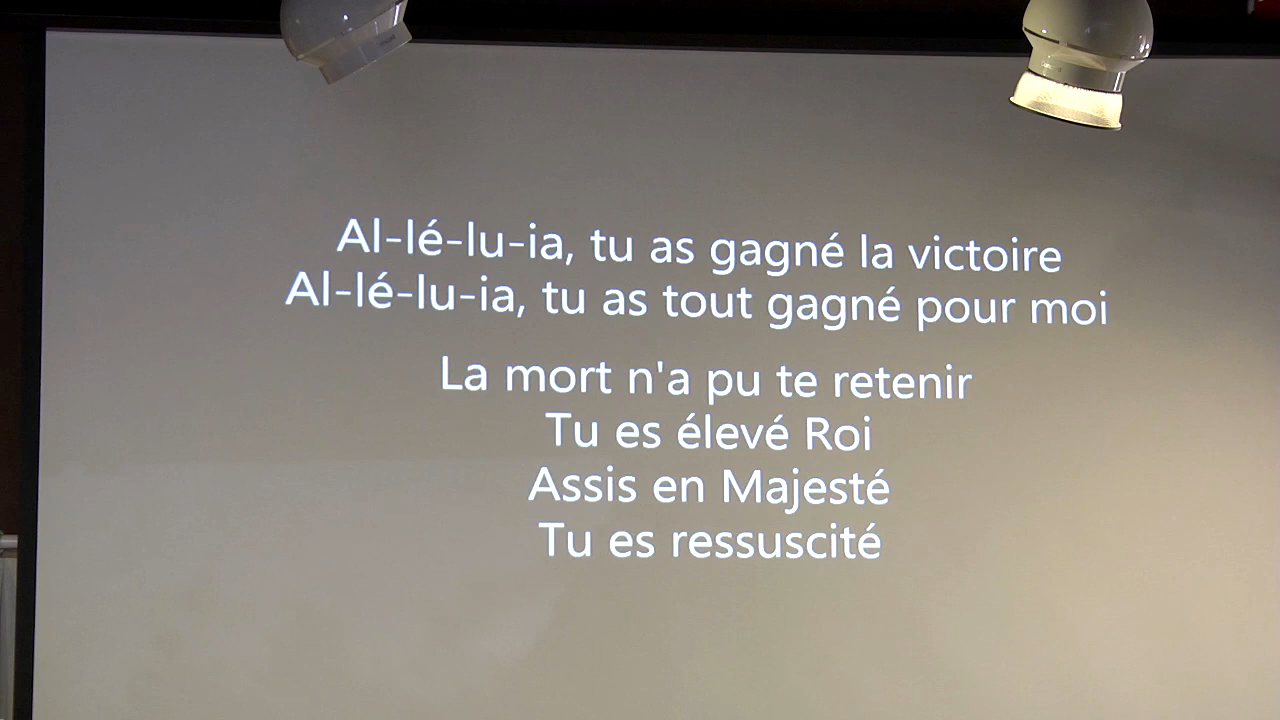 Al-lé-lu-ia, tu as gagné la victoire
Al-lé-lu-ia, tu as tout gagné pour moi
La mort n'a pu te retenir
Tu es élevé Roi
Assis en Majesté
Tu es ressuscité